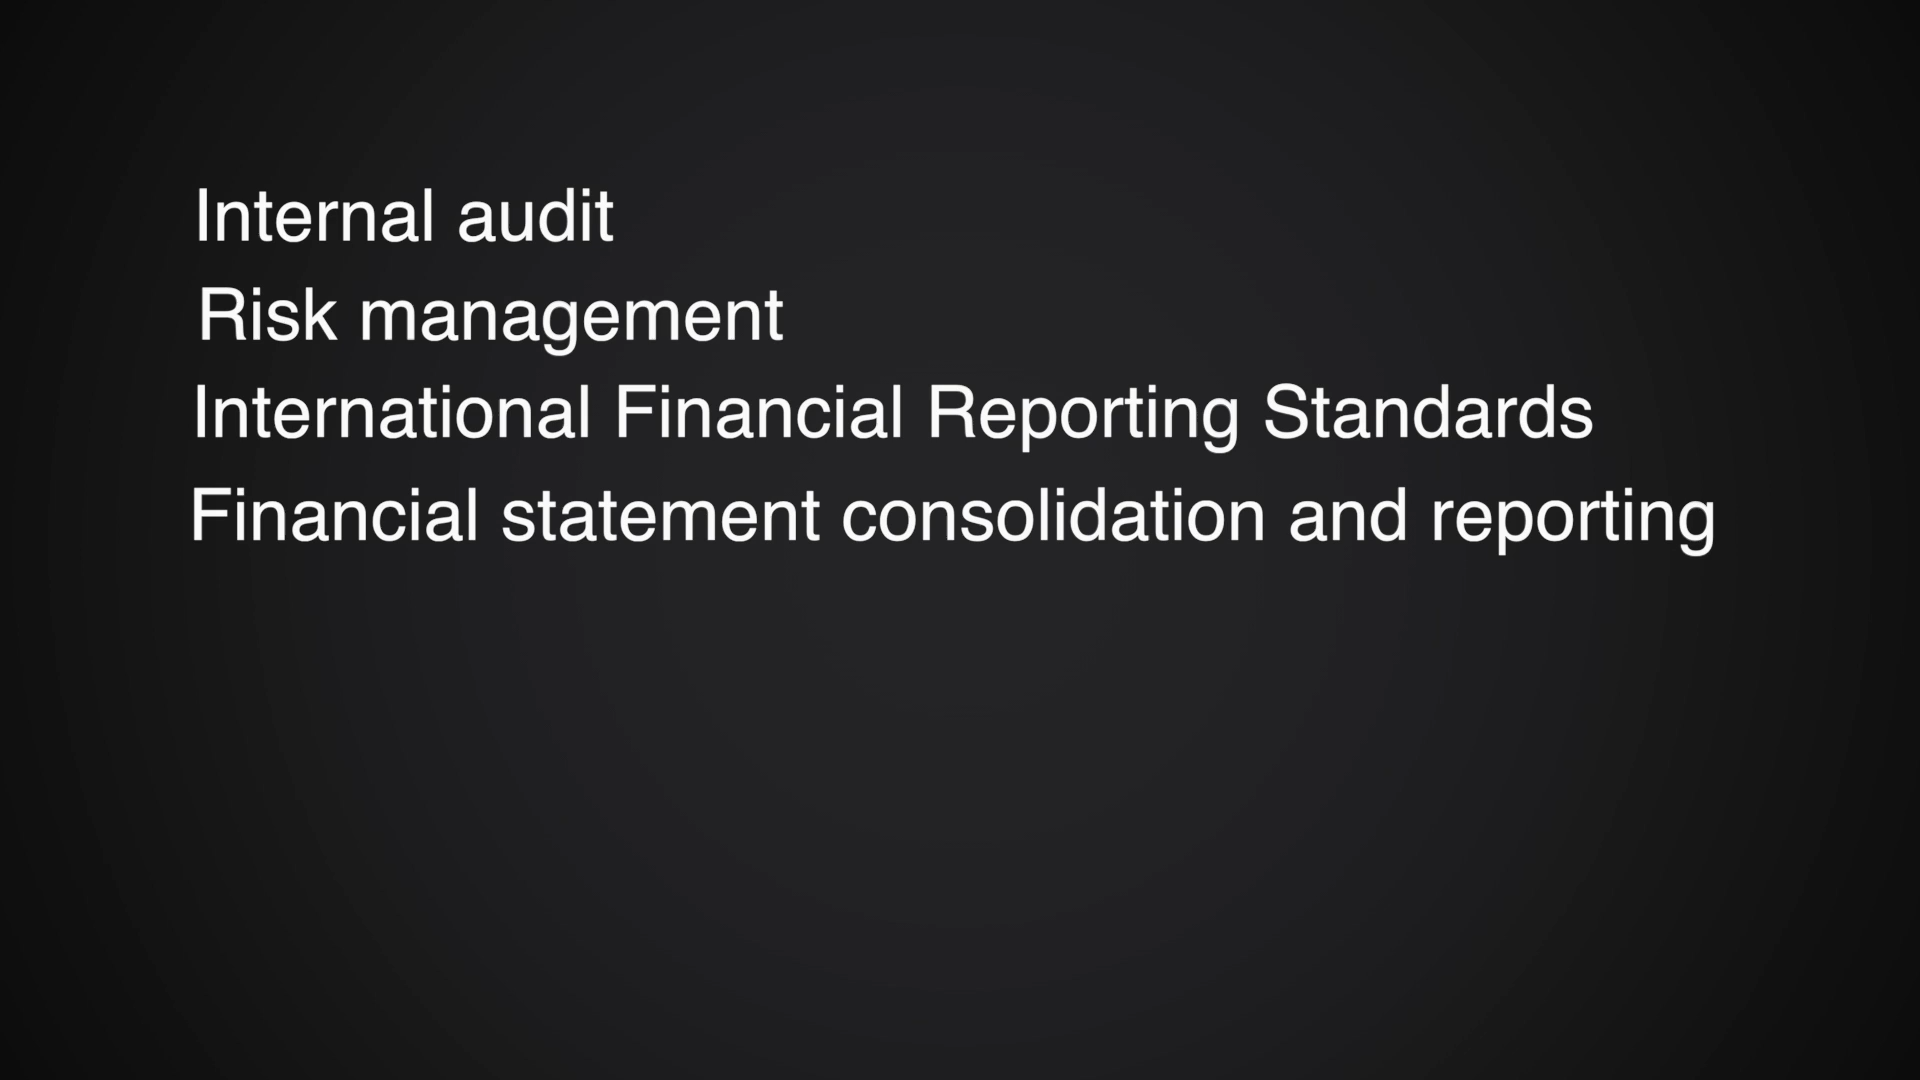 Internal audit
Risk management
International Financial Reporting Standards
Financial statement consolidation and reporting